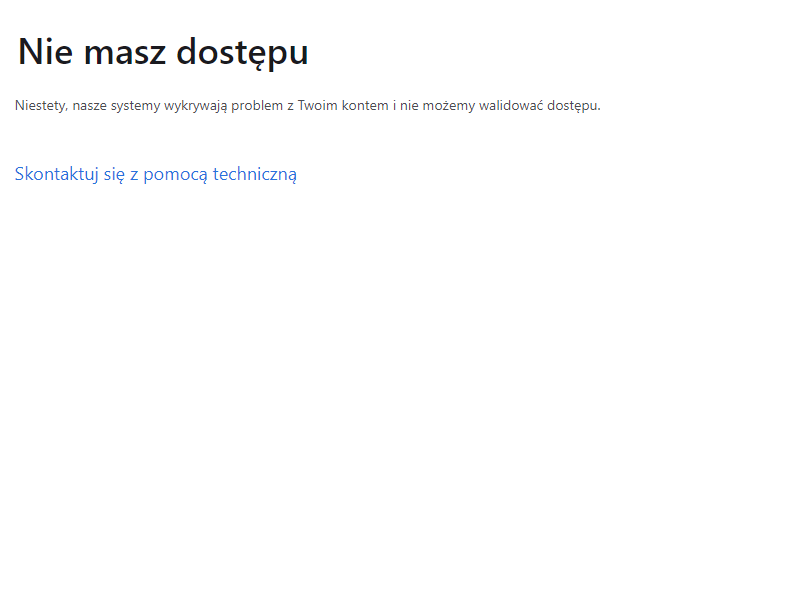 Nie masz dostępu
Niestety, nasze systemy wykrywają problem z Twoim kontem i nie możemy walidować dostępu.
Skontaktuj się z pomocą techniczną